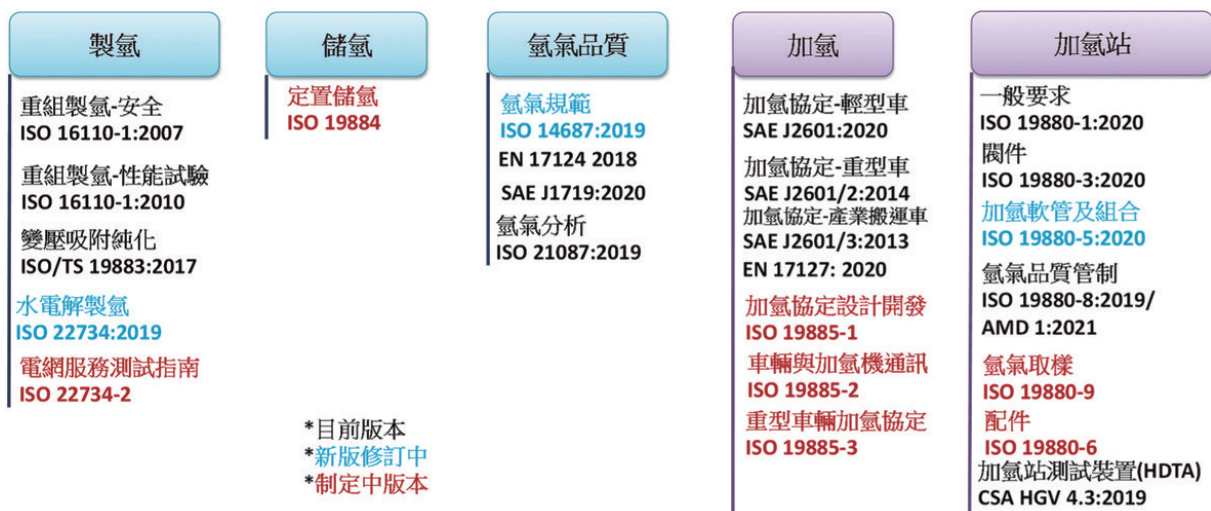 製氫
重組製氫-安全
ISO 16110-1:2007
重組製氫-性能試驗
ISO 16110-1:2010
變壓吸附純化
ISO/TS 19883:2017
水電解製氫
ISO 22734:2019
電網服務測試指南
ISO 22734-2
儲氫
定置儲氫
ISO 19884
氫氣品質
氫氣規範
ISO 14687:2019
EN 17124 2018
SAE J1719:2020
氫氣分析
ISO 21087:2019
加氫
加氫協定-輕型車
SAE J2601:2020
加氫協定-重型車
SAE J2601/2:2014
加氫協定-產業搬運車
SAE J2601/3:2013
EN 17127: 2020
加氫協定設計開發
ISO 19885-1
車輛與加氫機通訊
ISO 19885-2
重型車輛加氫協定
ISO 19885-3
加氫站
一般要求
ISO 19880-1:2020
閥件
ISO 19880-3:2020
加氫軟管及組合
ISO 19880-5:2020
氫氣品質管制
ISO 19880-8:2019/
AMD 1:2021
氫氣取樣
ISO 19880-9
配件
ISO 19880-6
加氫站測試裝置(HDTA)
CSA HGV 4.3:2019
*目前版本
*新版修訂中
*制定中版本